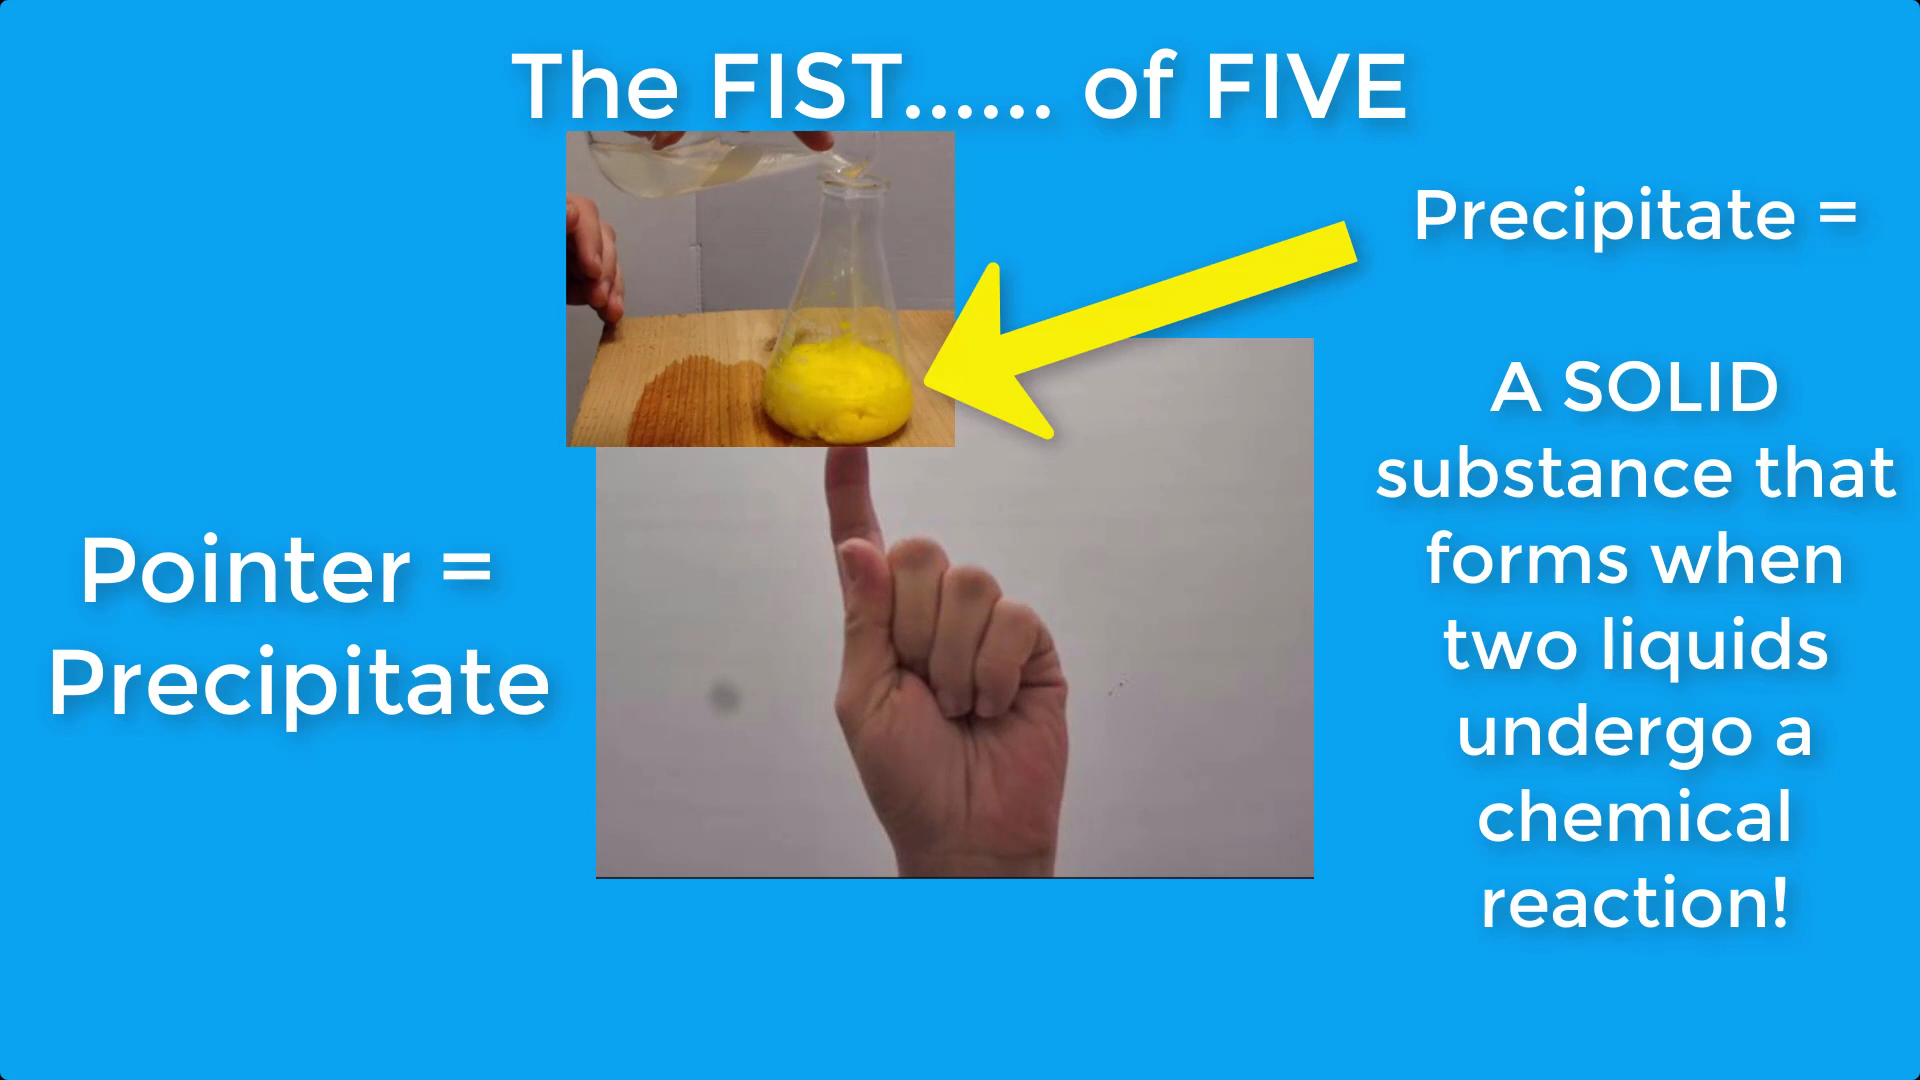 The FIST...... of FIVE
Precipitate =
A SOLID
substance that
forms when
two liquids
undergo a
chemical
reaction!
Pointer =
Precipitate